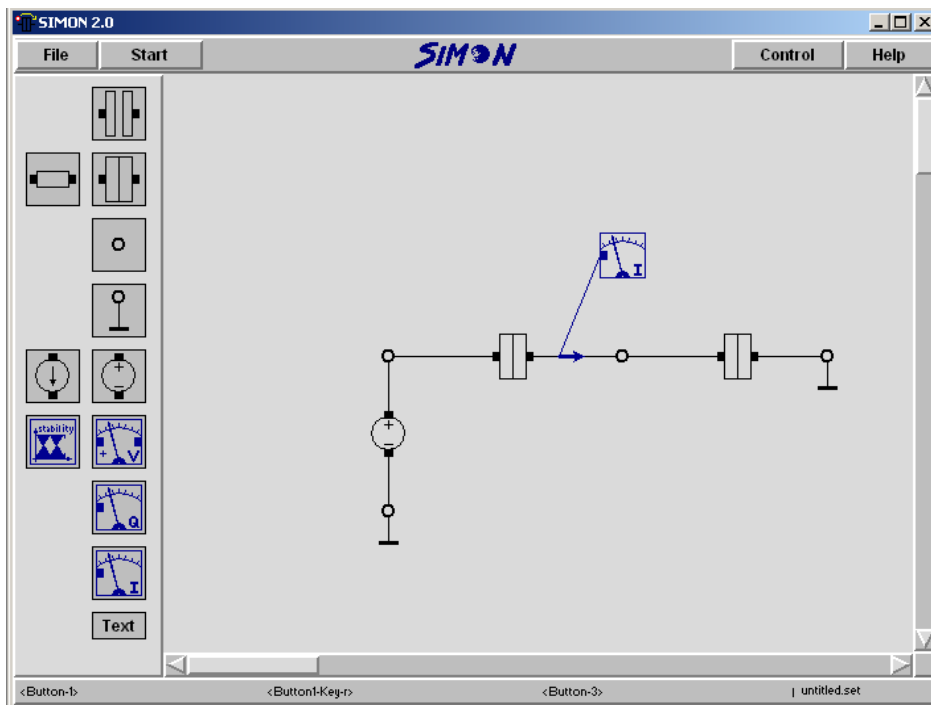 SIMON 2.0
File Start SIMON Control Help
stability
+ V
Q
I
Text
I
+
−
<Button-1> <Button1-Key-r> <Button-3> untitled.set